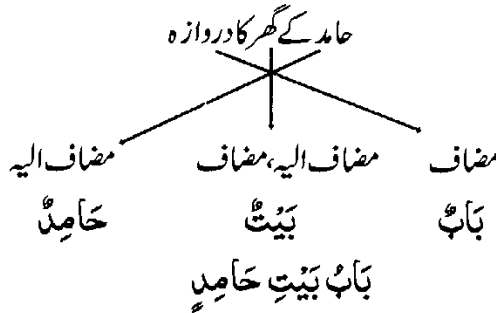 حامد کے گھر کا دروازہ
مضاف مضاف الیہ، مضاف مضاف الیہ
بَابٌ بَيْتٌ حَامِدٌ
بَابُ بَيْتِ حَامِدٍ